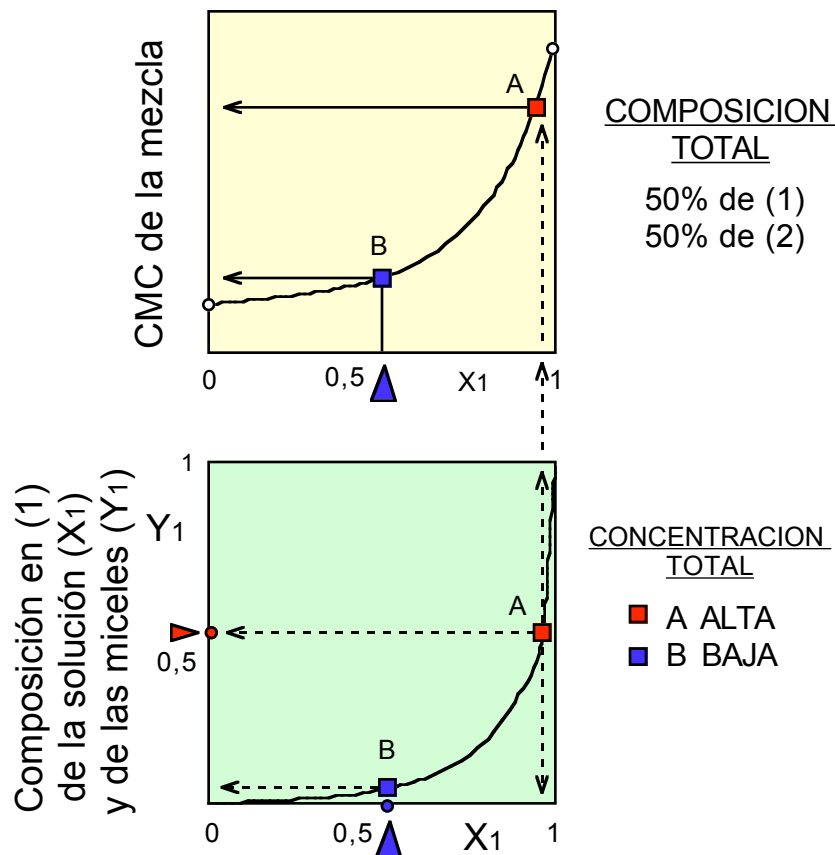 CMC de la mezcla
A
B
0
0,5
X1
1
COMPOSICION
TOTAL
50% de (1)
50% de (2)
Composición en (1)
de la solución (X1)
y de las miceles (Y1)
1
Y1
A
0,5
B
0
0,5
X1
1
CONCENTRACION
TOTAL
A ALTA
B BAJA